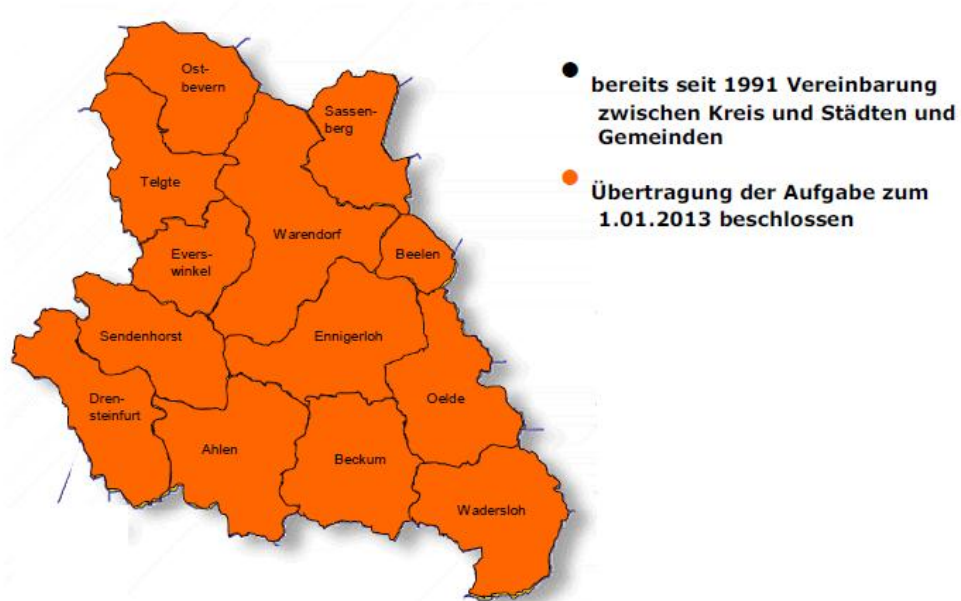 Ost-
bevern
Sassen-
berg
Telgte
Warendorf
Evers-
winkel
Beelen
Sendenhorst
Ennigerloh
Dren-
steinfurt
Oelde
Ahlen
Beckum
Wadersloh
bereits seit 1991 Vereinbarung
zwischen Kreis und Städten und
Gemeinden
Übertragung der Aufgabe zum
1.01.2013 beschlossen